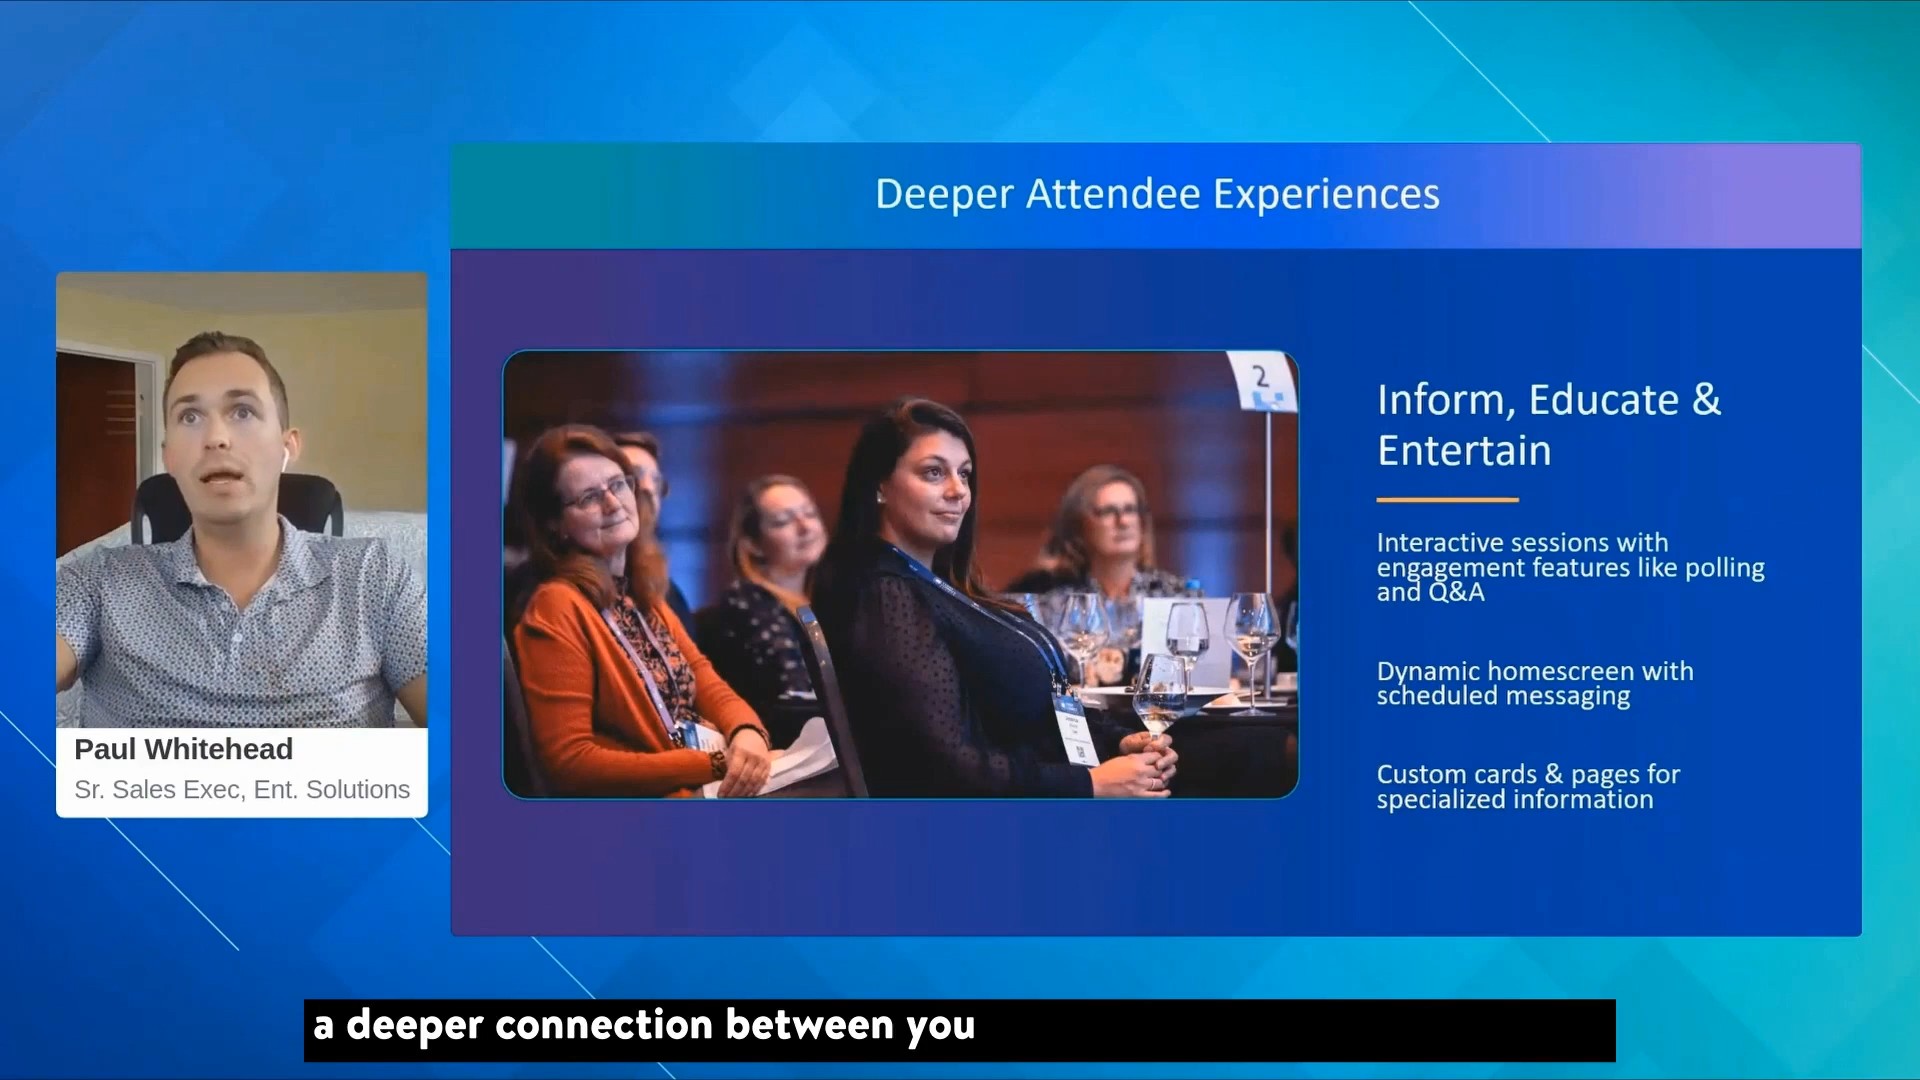 Deeper Attendee Experiences
2
Inform, Educate &
Entertain
Interactive sessions with
engagement features like polling
and Q&A
Dynamic homescreen with
scheduled messaging
Custom cards & pages for
specialized information
Paul Whitehead
Sr. Sales Exec, Ent. Solutions
a deeper connection between you